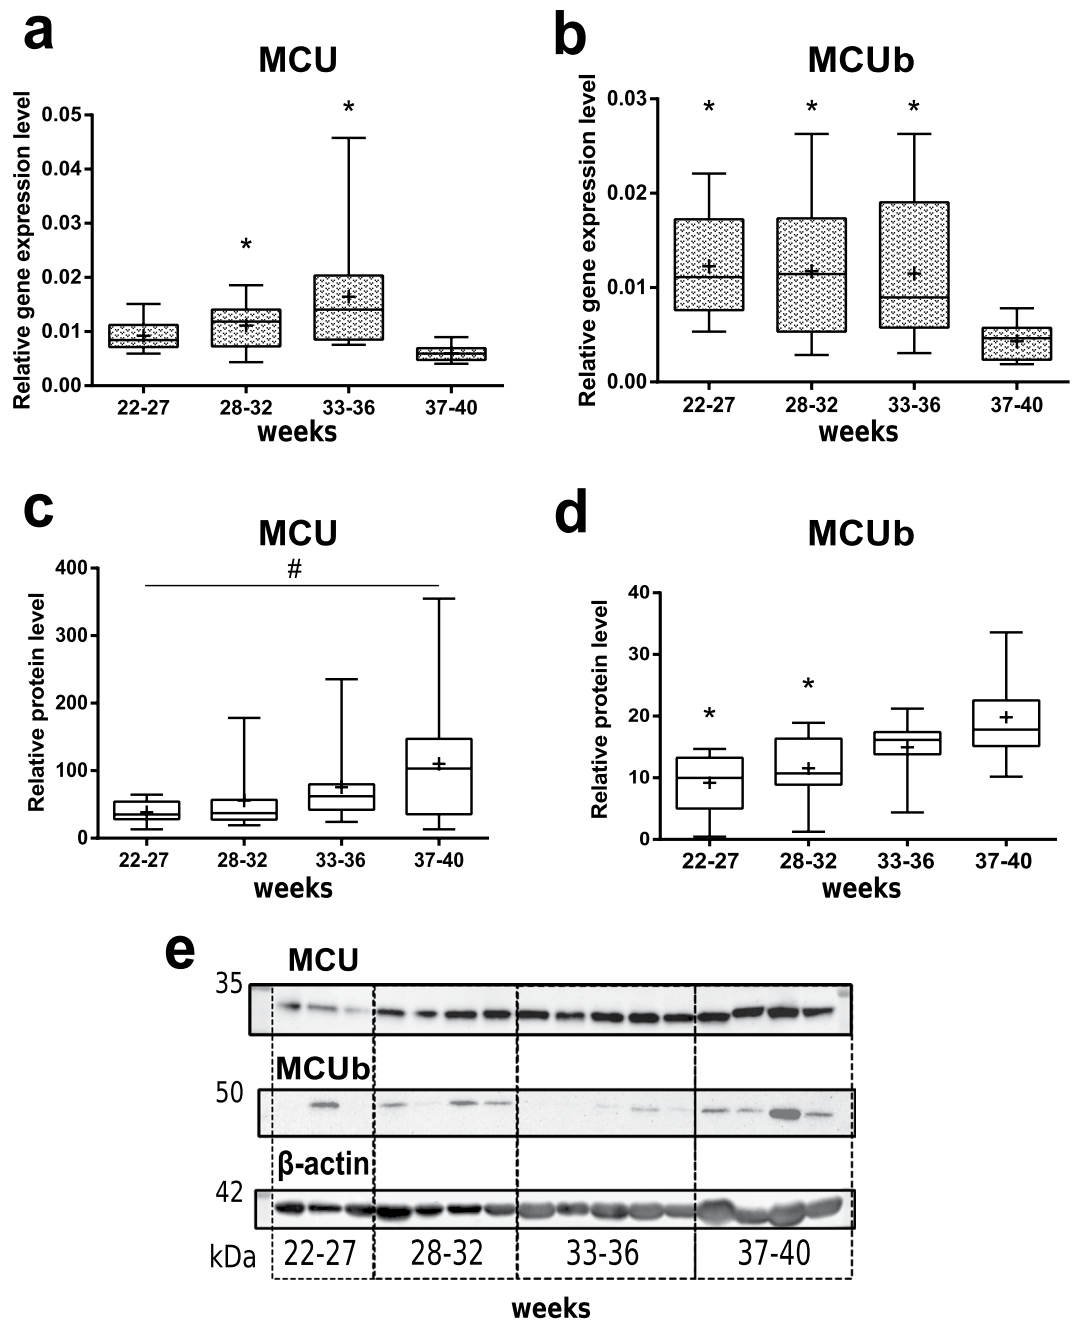 a
MCU
Relative gene expression level
0.05
0.04
0.03
0.02
0.01
0.00
*
*
22-27 28-32 33-36 37-40
weeks
b
MCUb
Relative gene expression level
0.03
0.02
0.01
0.00
* * *
22-27 28-32 33-36 37-40
weeks
c
MCU
Relative protein level
400
300
200
100
0
#
22-27 28-32 33-36 37-40
weeks
d
MCUb
Relative protein level
40
30
20
10
0
*
*
22-27 28-32 33-36 37-40
weeks
e
MCU
35
MCUb
50
β-actin
42
kDa 22-27 28-32 33-36 37-40
weeks